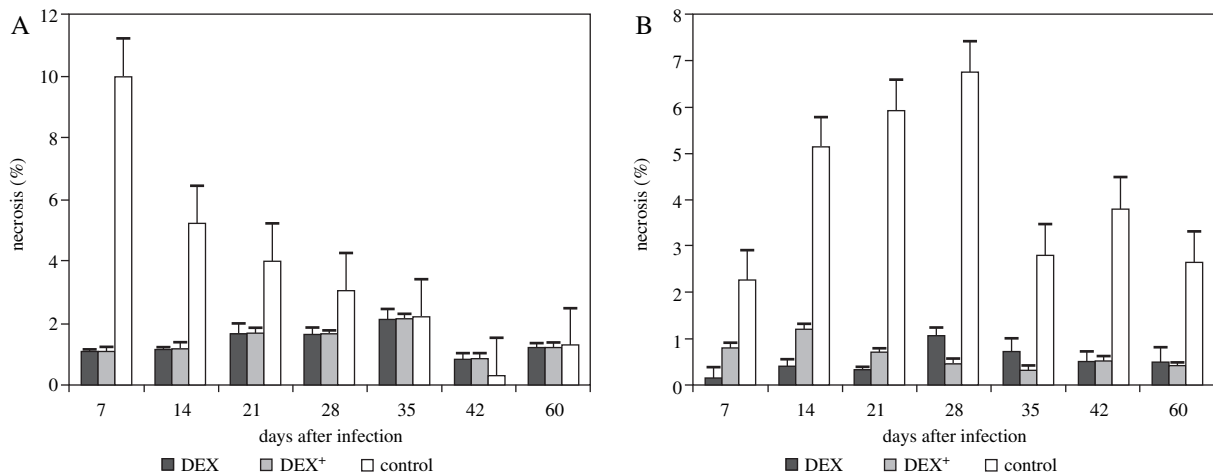 A
12
10
8
6
4
2
0
necrosis (%)
7 14 21 28 35 42 60
days after infection
DEX DEX⁺ control
B
8
7
6
5
4
3
2
1
0
necrosis (%)
7 14 21 28 35 42 60
days after infection
DEX DEX⁺ control